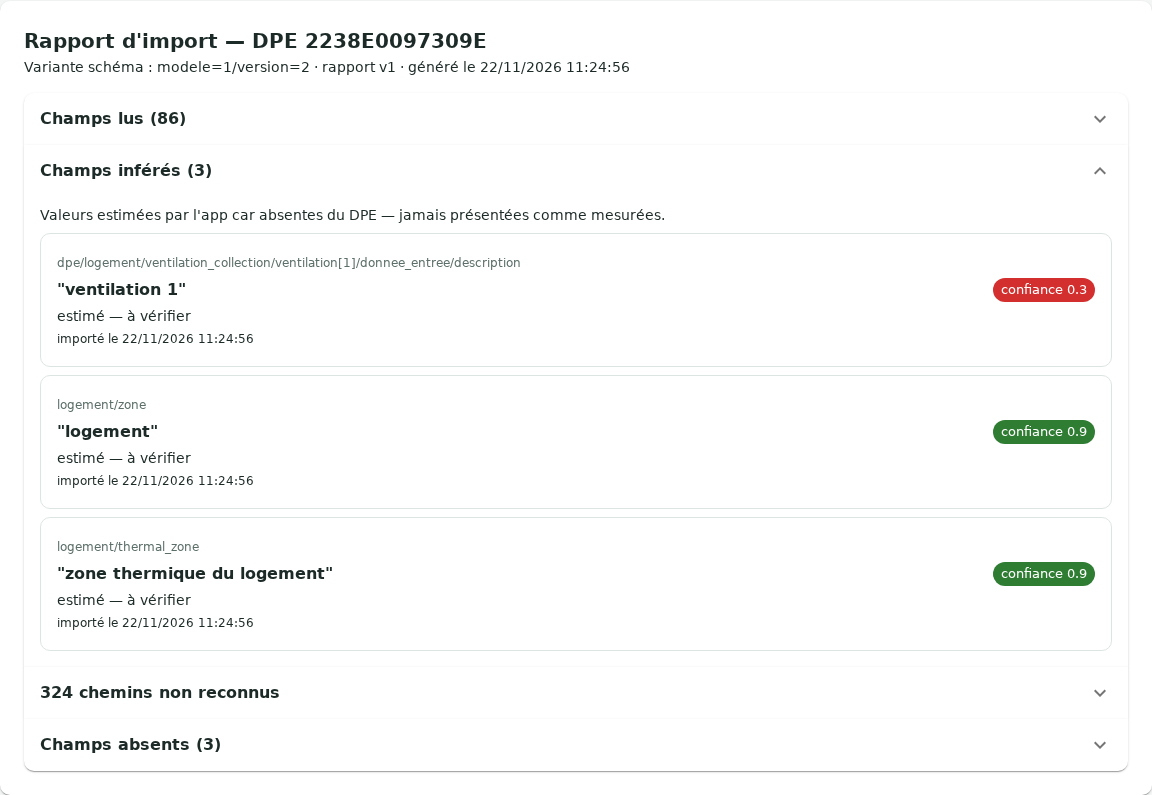 Rapport d'import — DPE 2238E0097309E
Variante schéma : modele=1/version=2 · rapport v1 · généré le 22/11/2026 11:24:56
Champs lus (86)
Champs inférés (3)
Valeurs estimées par l'app car absentes du DPE — jamais présentées comme mesurées.
dpe/logement/ventilation_collection/ventilation[1]/donnee_entree/description
"ventilation 1"
confiance 0.3
estimé — à vérifier
importé le 22/11/2026 11:24:56
logement/zone
"logement"
confiance 0.9
estimé — à vérifier
importé le 22/11/2026 11:24:56
logement/thermal_zone
"zone thermique du logement"
confiance 0.9
estimé — à vérifier
importé le 22/11/2026 11:24:56
324 chemins non reconnus
Champs absents (3)